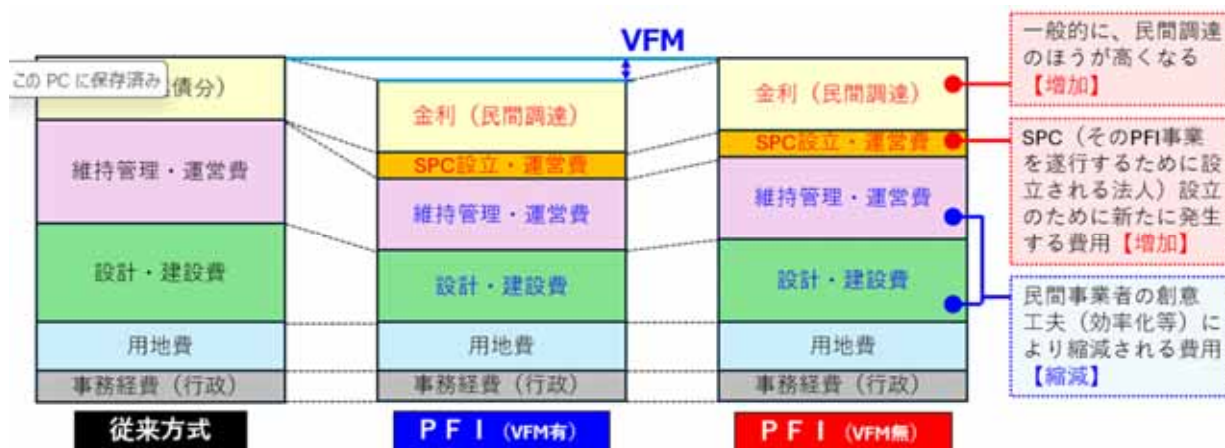 VFM
このPCに保存済み
債分）
維持管理・運営費
設計・建設費
用地費
事務経費（行政）
従来方式
金利（民間調達）
SPC設立・運営費
維持管理・運営費
設計・建設費
用地費
事務経費（行政）
ＰＦＩ（VFM有）
金利（民間調達）
SPC設立・運営費
維持管理・運営費
設計・建設費
用地費
事務経費（行政）
ＰＦＩ（VFM無）
一般的に、民間調達
のほうが高くなる
【増加】
SPC（そのPFI事業
を遂行するために設
立される法人）設立
のために新たに発生
する費用【増加】
民間事業者の創意
工夫（効率化等）に
より縮減される費用
【縮減】